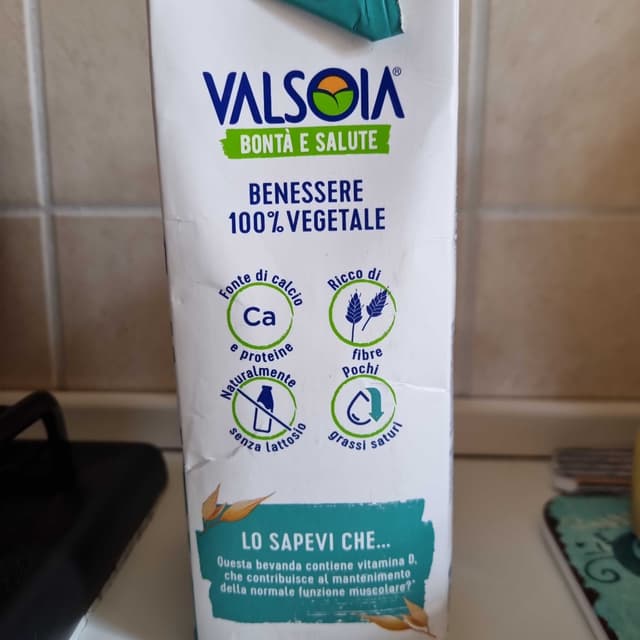 VALSOIA®
BONTÀ E SALUTE
BENESSERE
100% VEGETALE
Fonte di calcio
Ca
e proteine
Ricco di
fibre
Naturalmente
senza lattosio
Pochi
grassi saturi
LO SAPEVI CHE...
Questa bevanda contiene vitamina D,
che contribuisce al mantenimento
della normale funzione muscolare?*